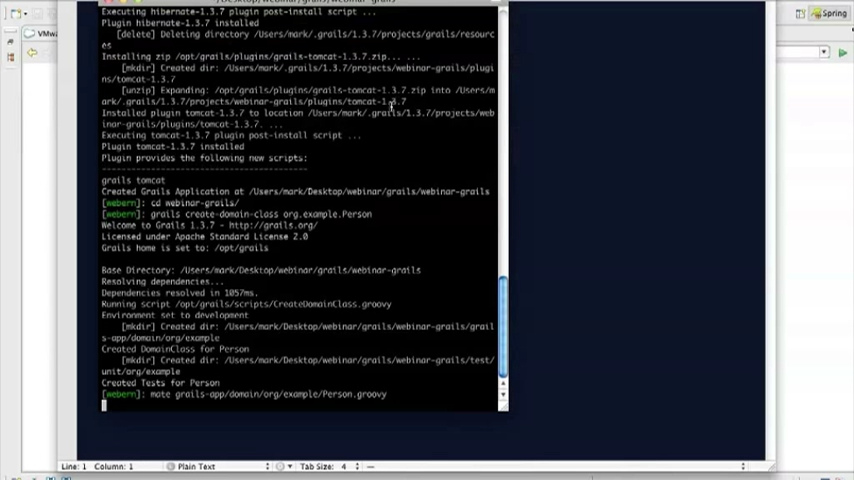 Executing hibernate-1.3.7 plugin post-install script ...
Plugin hibernate-1.3.7 installed
[delete] Deleting directory /Users/mark/.grails/1.3.7/projects/grails/resourc
es
Installing zip /opt/grails/plugins/grails-tomcat-1.3.7.zip... ...
[mkdir] Created dir: /Users/mark/.grails/1.3.7/projects/webinar-grails/plugi
ns/tomcat-1.3.7
[unzip] Expanding: /opt/grails/plugins/grails-tomcat-1.3.7.zip into /Users/m
ark/.grails/1.3.7/projects/webinar-grails/plugins/tomcat-1.3.7
Installed plugin tomcat-1.3.7 to location /Users/mark/.grails/1.3.7/projects/web
inar-grails/plugins/tomcat-1.3.7. ...
Executing tomcat-1.3.7 plugin post-install script ...
Plugin tomcat-1.3.7 installed
Plugin provides the following new scripts:
------------------------------------------
grails tomcat
Created Grails Application at /Users/mark/Desktop/webinar/grails/webinar-grails
[webern]: cd webinar-grails/
[webern]: grails create-domain-class org.example.Person
Welcome to Grails 1.3.7 - http://grails.org/
Licensed under Apache Standard License 2.0
Grails home is set to: /opt/grails
Base Directory: /Users/mark/Desktop/webinar/grails/webinar-grails
Resolving dependencies...
Dependencies resolved in 1057ms.
Running script /opt/grails/scripts/CreateDomainClass.groovy
Environment set to development
[mkdir] Created dir: /Users/mark/Desktop/webinar/grails/webinar-grails/grail
s-app/domain/org/example
Created DomainClass for Person
[mkdir] Created dir: /Users/mark/Desktop/webinar/grails/webinar-grails/test/
unit/org/example
Created Tests for Person
[webern]: mate grails-app/domain/org/example/Person.groovy
Spring
VMwa
Line: 1 Column: 1 Plain Text Tab Size: 4 —